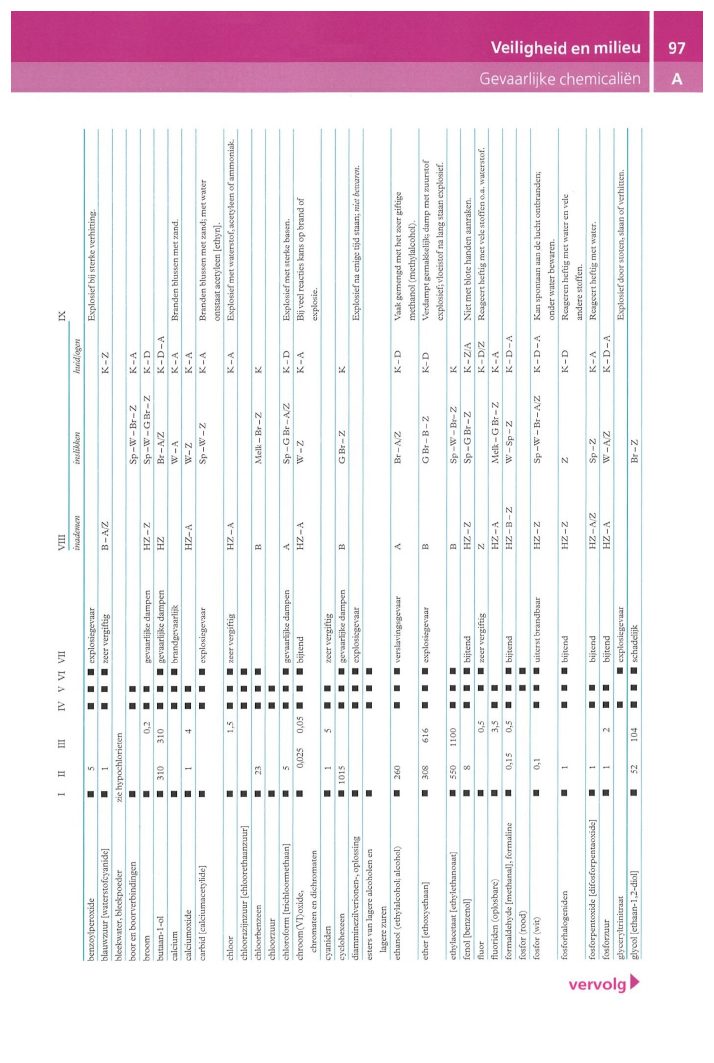 Veiligheid en milieu 97
Gevaarlijke chemicaliën A
I II III IV V VI VII VIII IX
inademen inslikken huid/ogen
benzoylperoxide ■ 5 ■ ■ ■ explosiegevaar Explosief bij sterke verhitting.
blauwzuur [waterstofcyanide] ■ 1 ■ ■ ■ zeer vergiftig B – A/Z K – Z
bleekwater, bleekpoeder zie hypochlorieten
boor en boorverbindingen ■ ■ ■ Sp – W – Br – Z K – A
broom ■ 0,2 ■ ■ gevaarlijke dampen HZ – Z Sp – W – G Br – Z K – D
butaan-1-ol ■ 310 310 ■ ■ ■ gevaarlijke dampen HZ Br – A/Z K – D – A
calcium ■ ■ ■ ■ brandgevaarlijk W – A K – A Branden blussen met zand.
calciumoxide ■ 1 4 ■ ■ HZ– A W– Z K – A
carbid [calciumacetylide] ■ ■ ■ ■ explosiegevaar Sp – W – Z K – A Branden blussen met zand; met water
ontstaat acetyleen [ethyn].
chloor ■ 1,5 ■ ■ ■ zeer vergiftig HZ – A K – A Explosief met waterstof, acetyleen of ammoniak.
chloorazijnzuur [chloorethaanzuur] ■ ■ ■ ■
chloorbenzeen ■ 23 ■ ■ ■ B Melk – Br – Z K
chloorzuur ■ ■ ■
chloroform [trichloormethaan] ■ 5 ■ ■ ■ gevaarlijke dampen A Sp – G Br – A/Z K – D Explosief met sterke basen.
chroom(VI)oxide, ■ 0,025 0,05 ■ ■ ■ bijtend HZ – A W – Z K – A Bij veel reacties kans op brand of
chromaten en dichromaten explosie.
cyaniden ■ 1 5 ■ ■ zeer vergiftig
cyclohexeen ■ 1015 ■ ■ ■ gevaarlijke dampen B G Br – Z K
diamminezilverionen-, oplossing ■ ■ ■ ■ explosiegevaar Explosief na enige tijd staan; niet bewaren.
esters van lagere alcoholen en ■ ■ ■ ■
lagere zuren
ethanol (ethylalcohol; alcohol) ■ 260 ■ ■ ■ verslavingsgevaar A Br – A/Z K – D Vaak gemengd met het zeer giftige
methanol (methylalcohol).
ether [ethoxyethaan] ■ 308 616 ■ ■ ■ explosiegevaar B G Br – B – Z K– D Verdampt gemakkelijk; damp met zuurstof
explosief; vloeistof na lang staan explosief.
ethylacetaat [ethylethanoaat] ■ 550 1100 ■ ■ ■ B Sp – W – Br– Z K
fenol [benzenol] ■ 8 ■ ■ ■ bijtend HZ – Z Sp – G Br – Z K – Z/A Niet met blote handen aanraken.
fluor ■ 0,5 ■ ■ ■ zeer vergiftig Z K – D/Z Reageert heftig met vele stoffen o.a. waterstof.
fluoriden (oplosbare) ■ 3,5 ■ ■ HZ – A Melk – G Br – Z K – A
formaldehyde [methanal], formaline ■ 0,15 0,5 ■ ■ ■ bijtend HZ – B – Z W – Sp – Z K – D – A
fosfor (rood) ■ ■
fosfor (wit) ■ 0,1 ■ ■ ■ uiterst brandbaar HZ – Z Sp –W – Br – A/Z K – D – A Kan spontaan aan de lucht ontbranden;
onder water bewaren.
fosforhalogeniden ■ 1 ■ ■ ■ bijtend HZ – Z Z K – D Reageren heftig met water en vele
andere stoffen.
fosforpentoxide [difosforpentaoxide] ■ 1 ■ ■ bijtend HZ – A/Z Sp – Z K – A Reageert heftig met water.
fosforzuur ■ 1 2 ■ ■ bijtend HZ – A W – A/Z K – D – A
glyceryltrinitraat ■ ■ explosiegevaar Explosief door stoten, slaan of verhitten.
glycol [ethaan-1,2-diol] ■ 52 104 ■ ■ ■ schadelijk Br – Z
vervolg